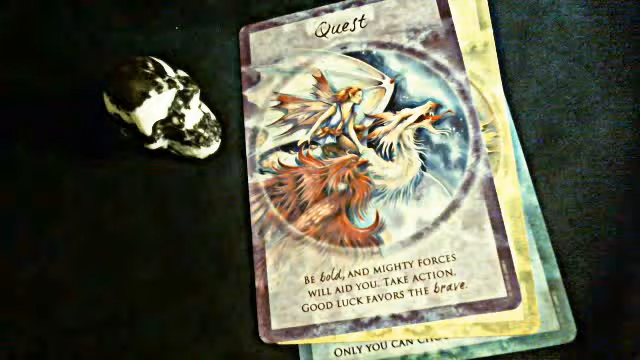 Quest
BE bold, AND MIGHTY FORCES
WILL AID YOU. TAKE ACTION.
GOOD LUCK FAVORS THE brave.
ONLY YOU CAN